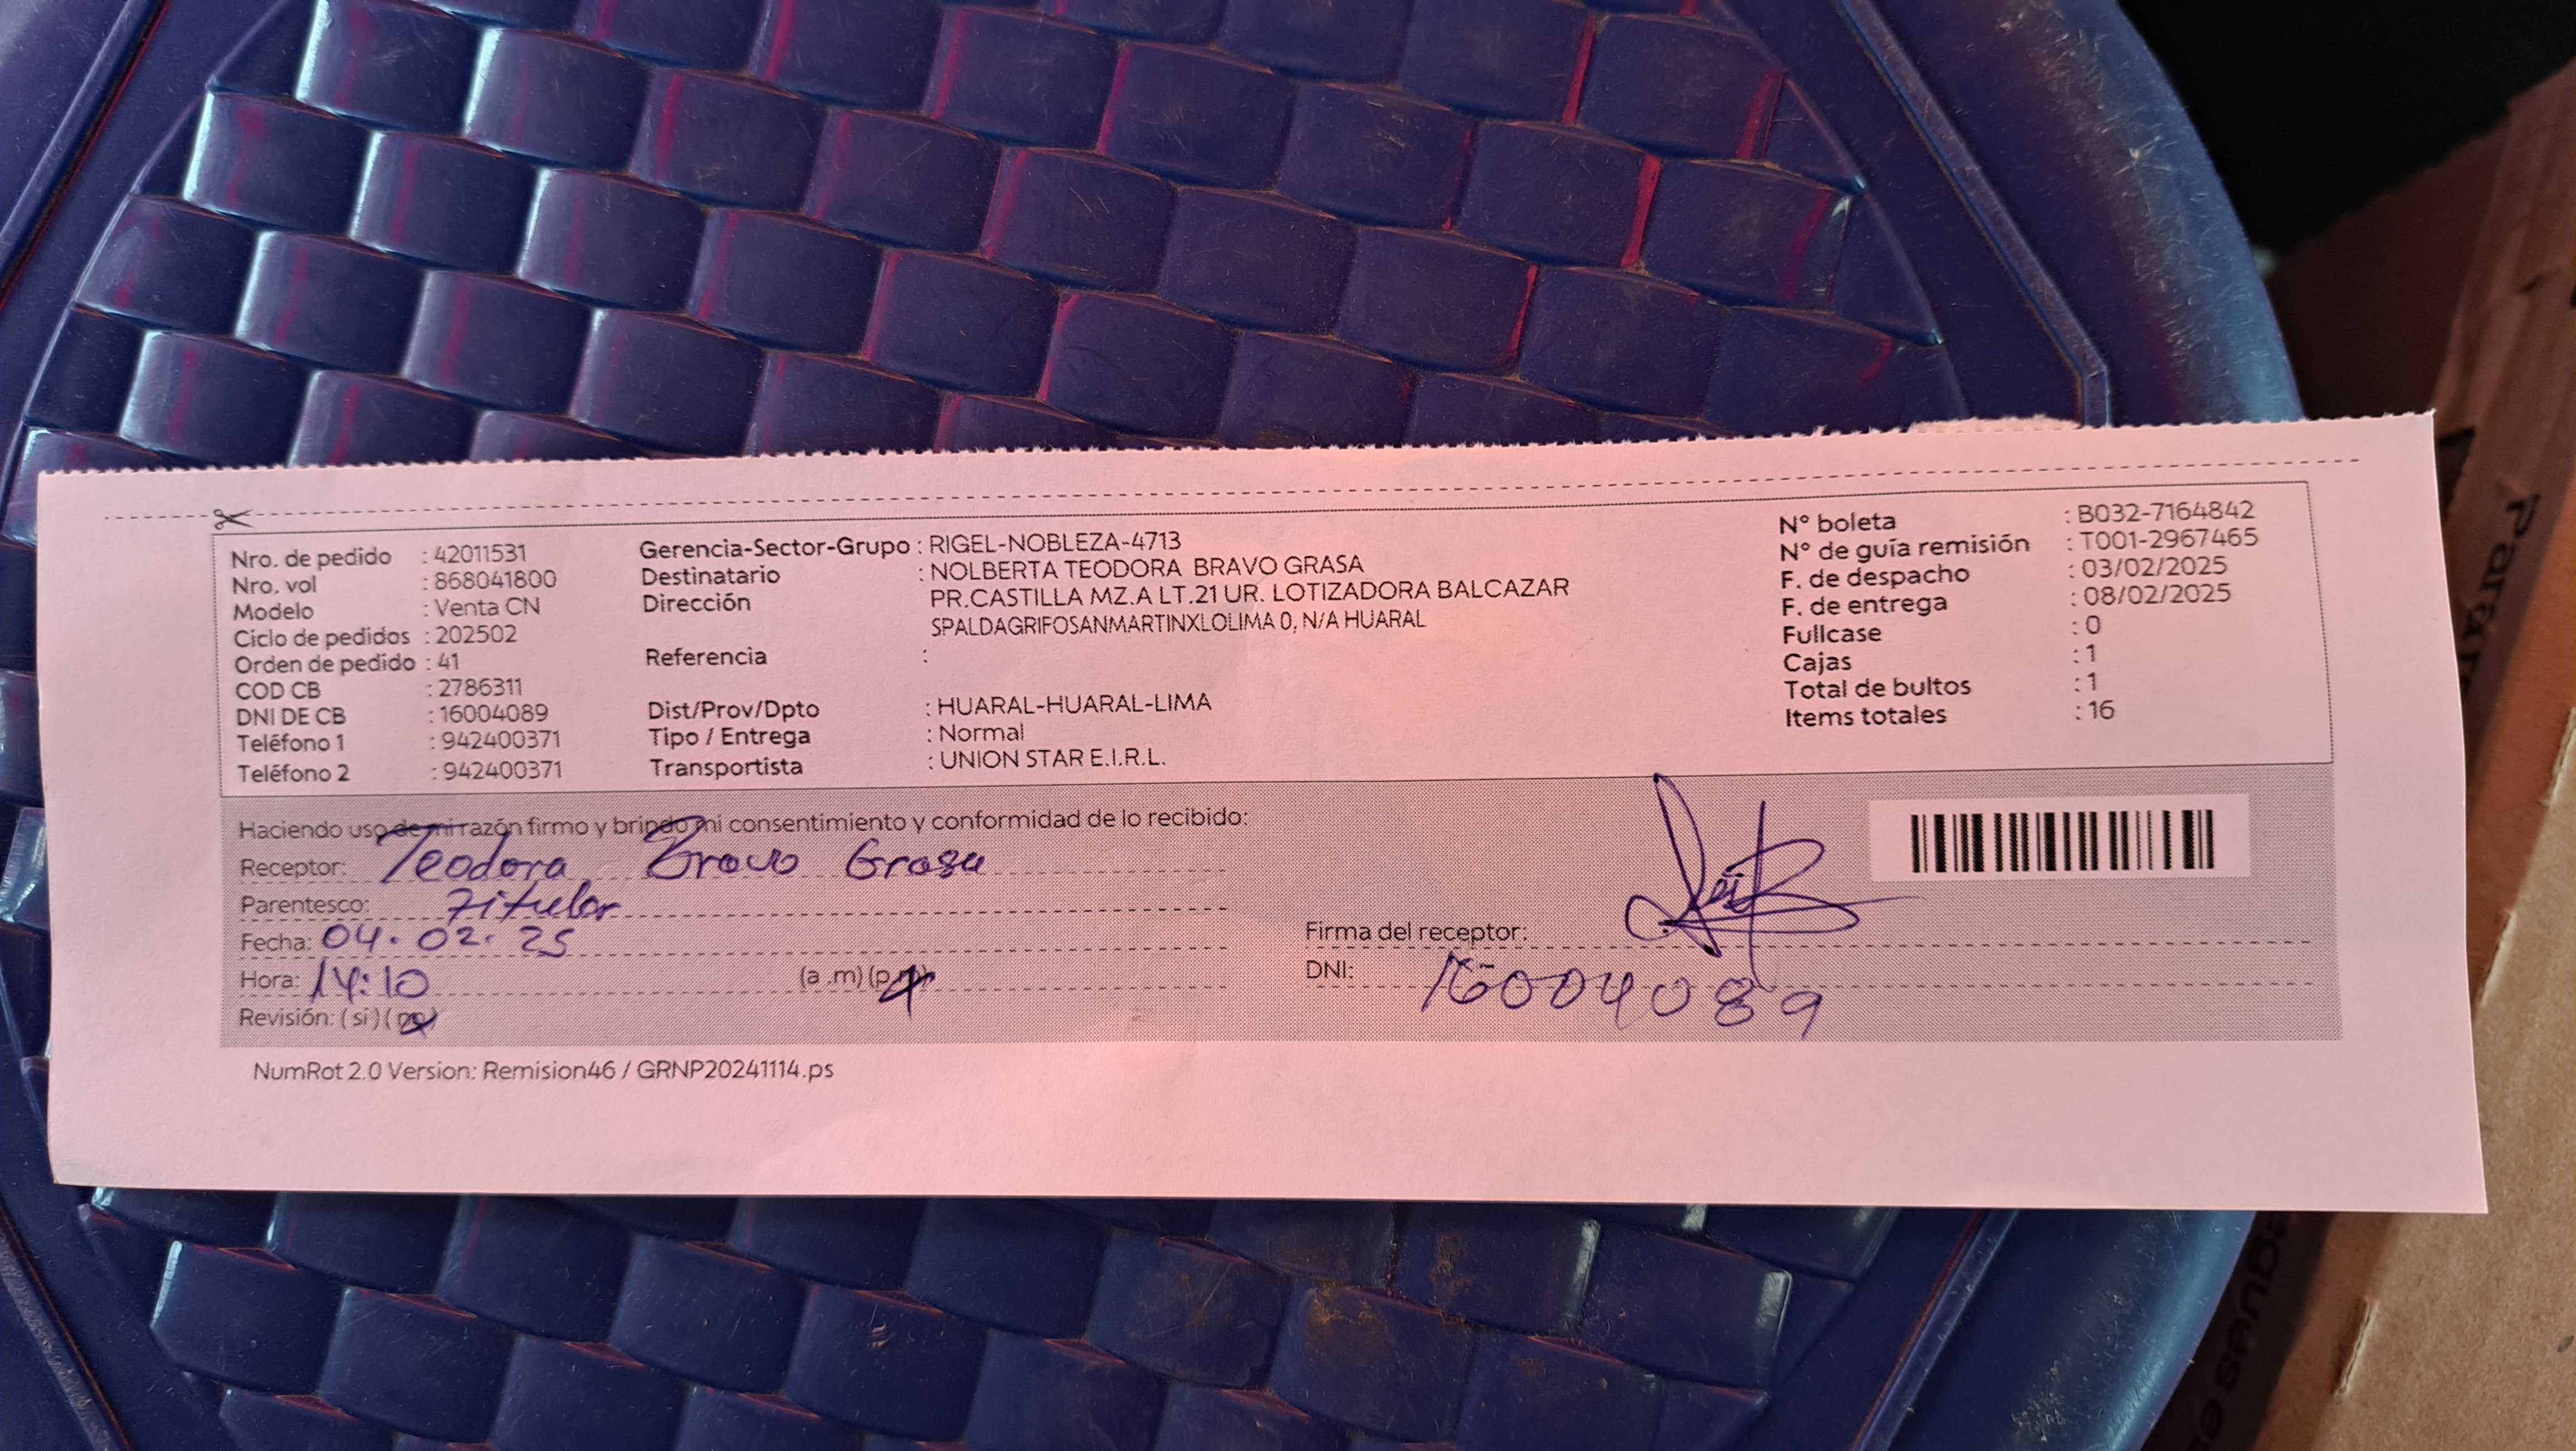 Nro. de pedido : 42011531
Nro. vol : 868041800
Modelo : Venta CN
Ciclo de pedidos : 202502
Orden de pedido : 41
COD CB : 2786311
DNI DE CB : 16004089
Teléfono 1 : 942400371
Teléfono 2 : 942400371
Gerencia-Sector-Grupo : RIGEL-NOBLEZA-4713
Destinatario : NOLBERTA TEODORA BRAVO GRASA
Dirección PR.CASTILLA MZ.A LT.21 UR. LOTIZADORA BALCAZAR
SPALDAGRIFOSANMARTINXLOLIMA 0, N/A HUARAL
Referencia :
Dist/Prov/Dpto : HUARAL-HUARAL-LIMA
Tipo / Entrega : Normal
Transportista : UNION STAR E.I.R.L.
N° boleta : B032-7164842
N° de guía remisión : T001-2967465
F. de despacho : 03/02/2025
F. de entrega : 08/02/2025
Fullcase : 0
Cajas : 1
Total de bultos : 1
Items totales : 16
Haciendo uso de mi razón firmo y brindo mi consentimiento y conformidad de lo recibido:
Receptor: Teodora Bravo Grasa
Parentesco: Titular
Fecha: 04. 02. 25
Hora: 14:10 (a .m) (p.m)
Revisión: ( si ) ( no )
Firma del receptor:
DNI: 16004089
NumRot 2.0 Version: Remision46 / GRNP20241114.ps